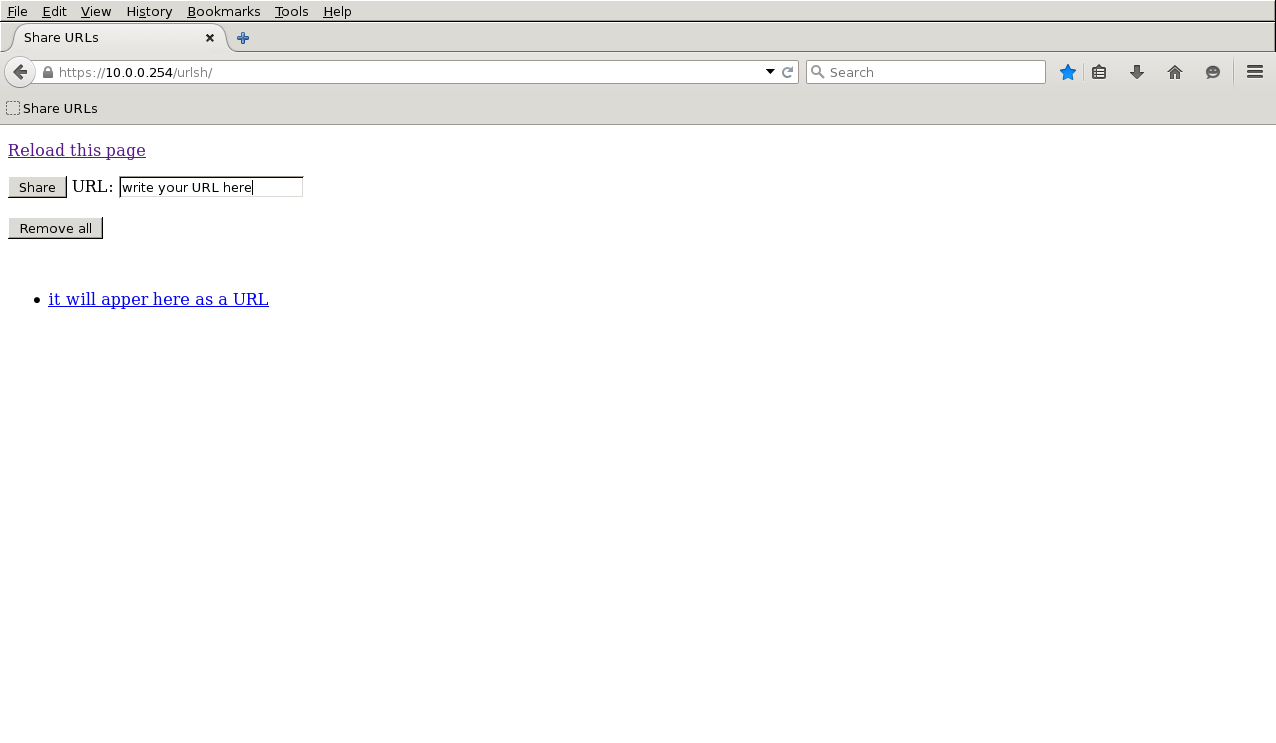 File Edit View History Bookmarks Tools Help
Share URLs
https://10.0.0.254/urlsh/ Search
Share URLs
Reload this page
Share URL: write your URL here
Remove all
it will apper here as a URL